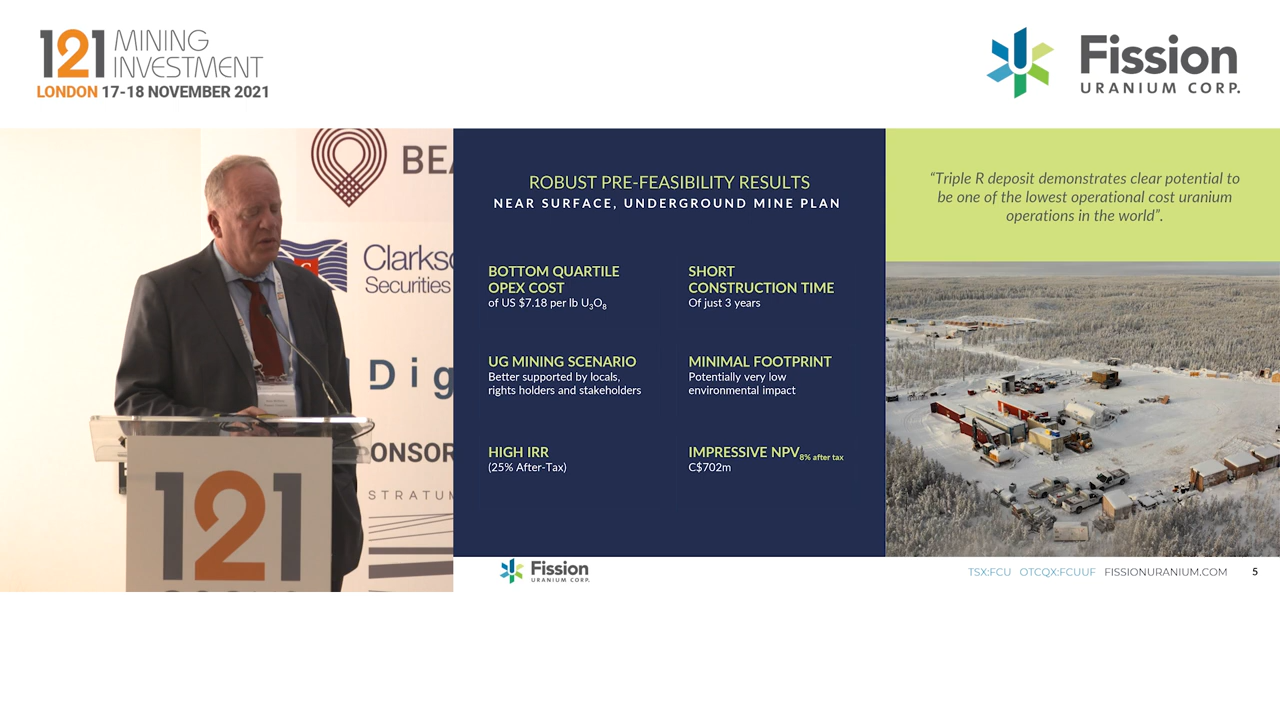 121 MINING
INVESTMENT
LONDON 17-18 NOVEMBER 2021
Fission
URANIUM CORP.
BEA
Clarks
Securities
Dig
ONSOR
STRATUM
121
ROBUST PRE-FEASIBILITY RESULTS
NEAR SURFACE, UNDERGROUND MINE PLAN
BOTTOM QUARTILE
OPEX COST
of US $7.18 per lb U₃O₈
SHORT
CONSTRUCTION TIME
Of just 3 years
UG MINING SCENARIO
Better supported by locals,
rights holders and stakeholders
MINIMAL FOOTPRINT
Potentially very low
environmental impact
HIGH IRR
(25% After-Tax)
IMPRESSIVE NPV8% after tax
C$702m
“Triple R deposit demonstrates clear potential to
be one of the lowest operational cost uranium
operations in the world”.
Fission
URANIUM CORP.
TSX:FCU OTCQX:FCUUF FISSIONURANIUM.COM 5